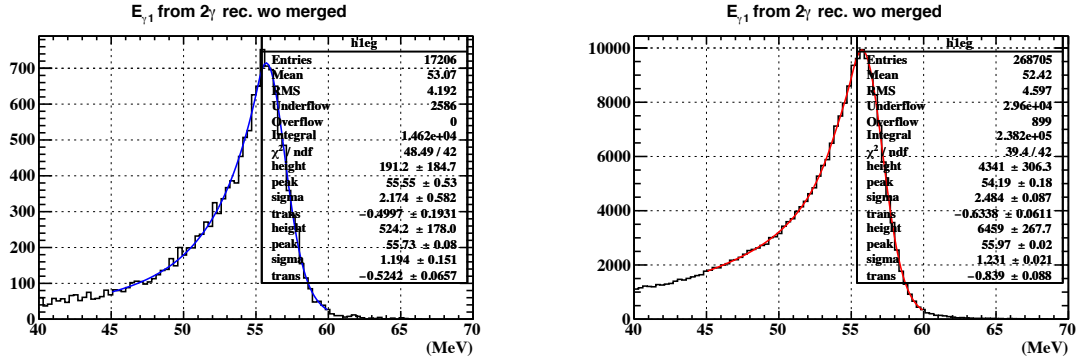 E_γ1 from 2γ rec. wo merged
h1eg
Entries 17206
Mean 53.07
RMS 4.192
Underflow 2586
Overflow 0
Integral 1.462e+04
χ² / ndf 48.49 / 42
height 191.2 ± 184.7
peak 55.55 ± 0.53
sigma 2.174 ± 0.582
trans −0.4997 ± 0.1931
height 524.2 ± 178.0
peak 55.73 ± 0.08
sigma 1.194 ± 0.151
trans −0.5242 ± 0.0657
700
600
500
400
300
200
100
0
40 45 50 55 60 65 70
(MeV)
E_γ1 from 2γ rec. wo merged
h1eg
Entries 268705
Mean 52.42
RMS 4.597
Underflow 2.96e+04
Overflow 899
Integral 2.382e+05
χ² / ndf 39.4 / 42
height 4341 ± 306.3
peak 54.19 ± 0.18
sigma 2.484 ± 0.087
trans −0.6338 ± 0.0611
height 6459 ± 267.7
peak 55.97 ± 0.02
sigma 1.231 ± 0.021
trans −0.839 ± 0.088
10000
8000
6000
4000
2000
0
40 45 50 55 60 65 70
(MeV)